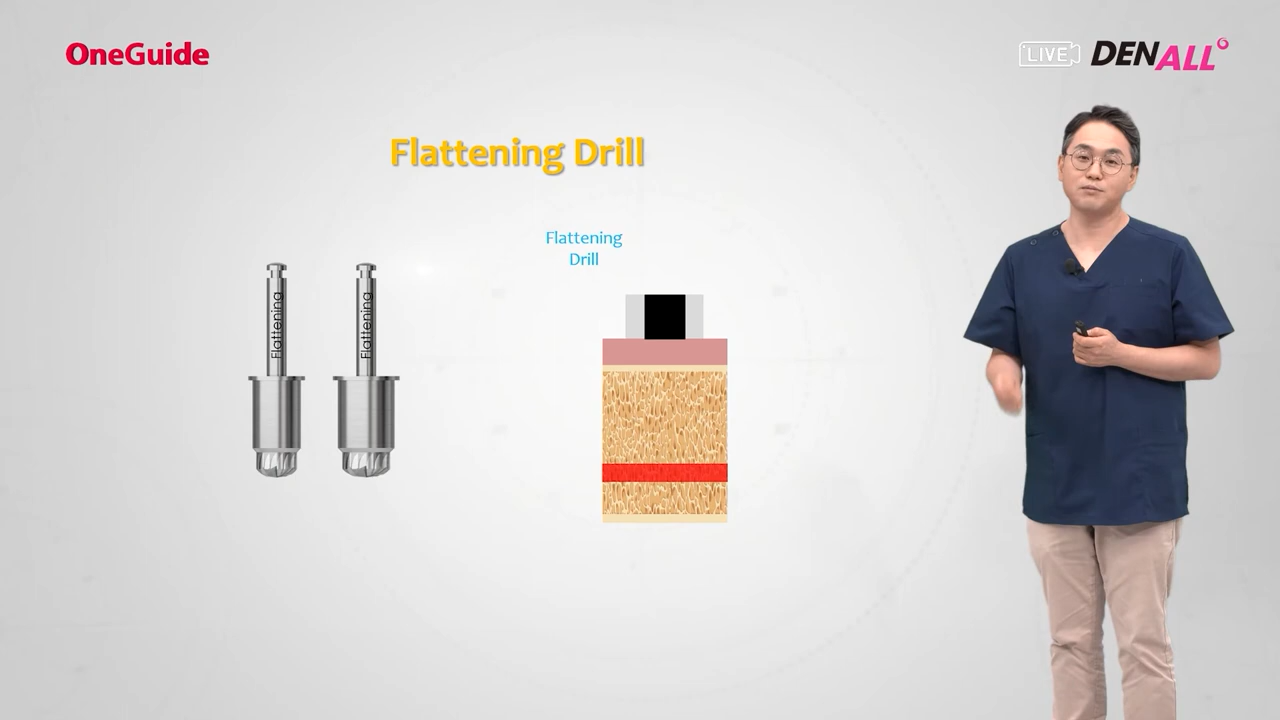 OneGuide
LIVE
DENALL
Flattening Drill
Flattening
Drill
Flattening
Flattening